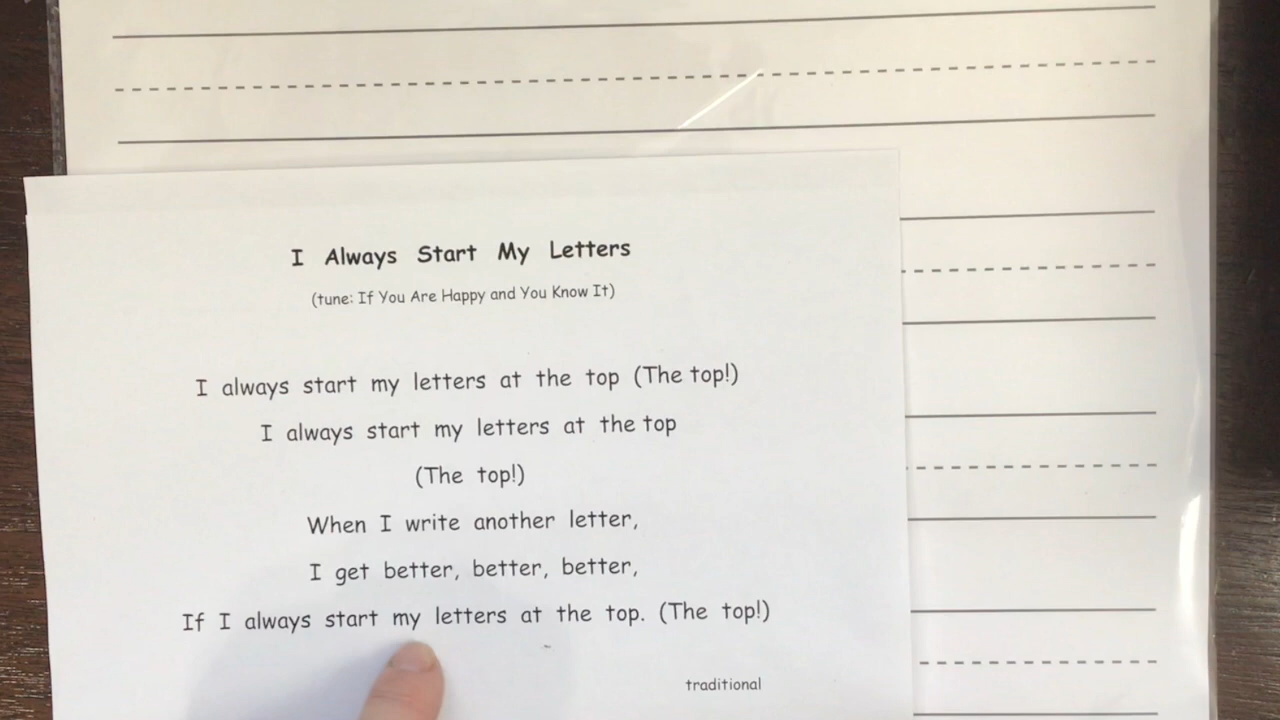 I Always Start My Letters
(tune: If You Are Happy and You Know It)
I always start my letters at the top (The top!)
I always start my letters at the top
(The top!)
When I write another letter,
I get better, better, better,
If I always start my letters at the top. (The top!)
traditional